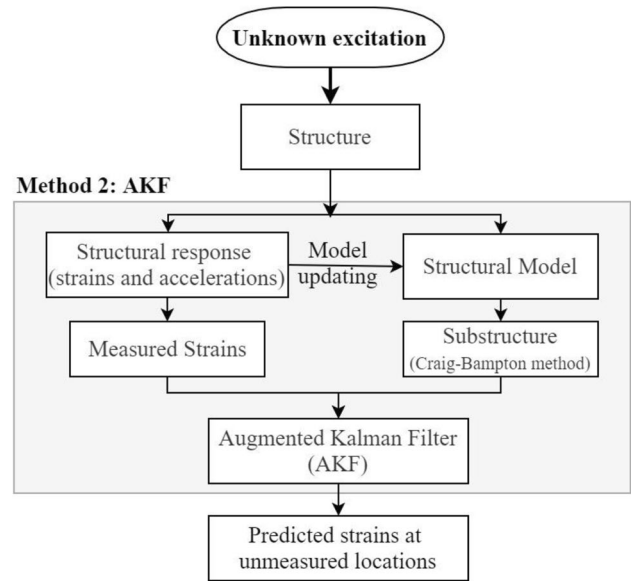 Unknown excitation
Structure
Method 2: AKF
Structural response
(strains and accelerations)
Model
updating
Structural Model
Measured Strains
Substructure
(Craig-Bampton method)
Augmented Kalman Filter
(AKF)
Predicted strains at
unmeasured locations